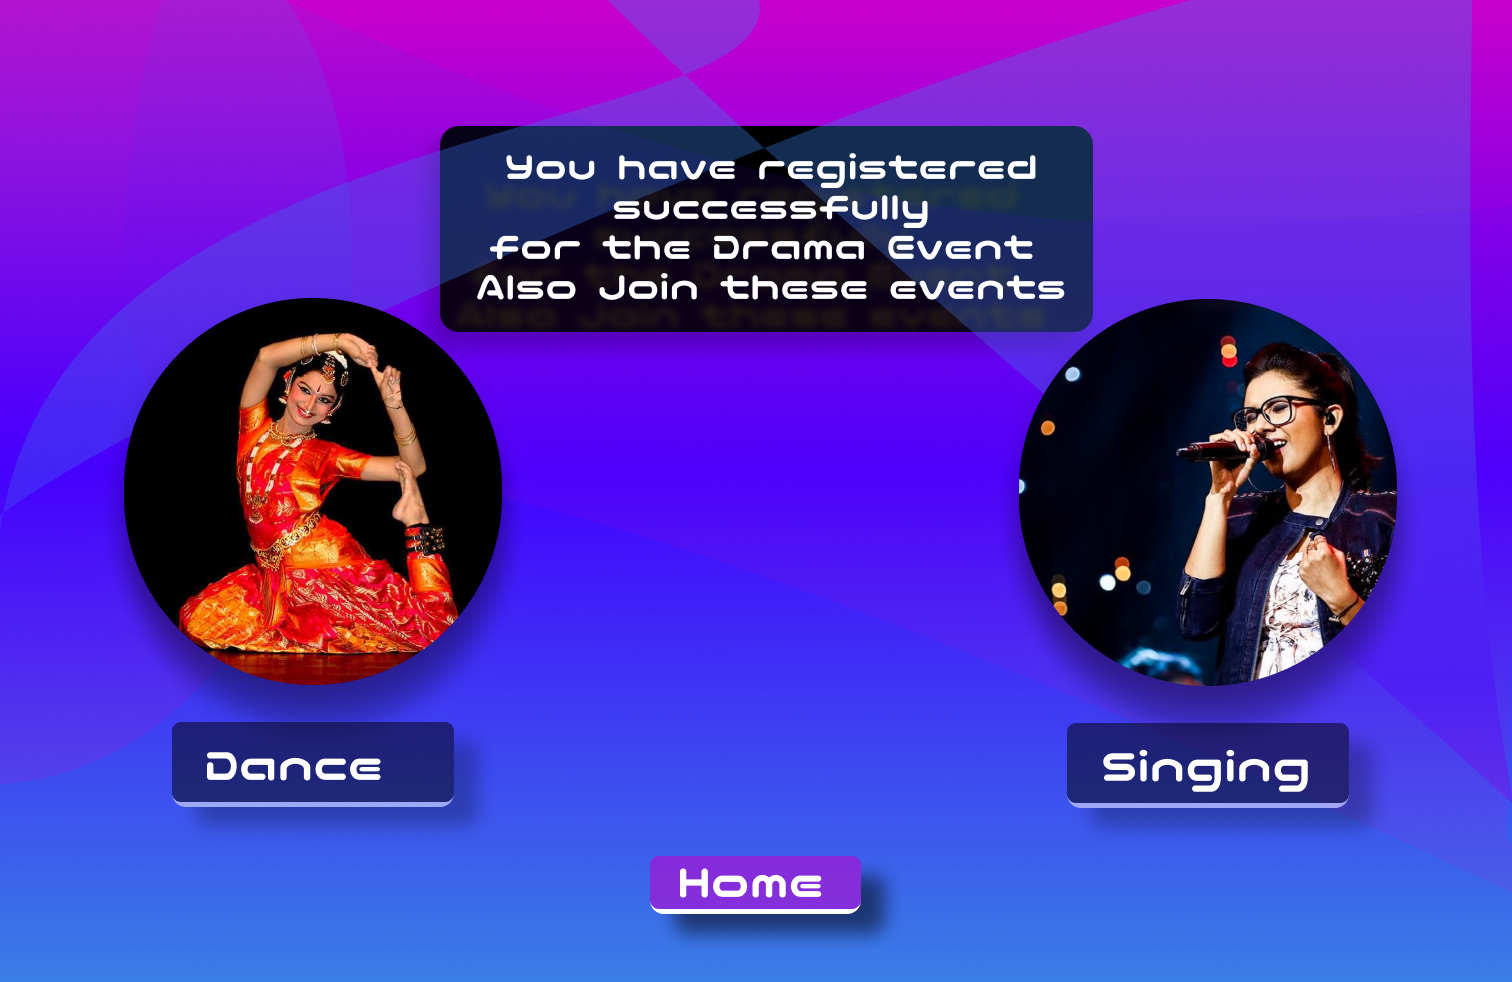 You have registered
successfully
for the Drama Event
Also Join these events
Dance
Singing
Home